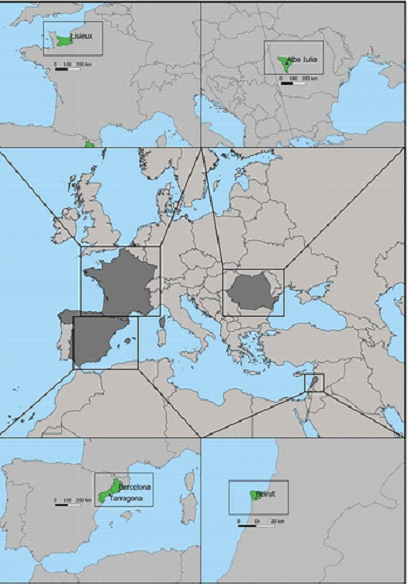 Lisieux
0 100 200 km
Alba Iulia
0 100 200 km
Barcelona
Tarragona
0 100 200 km
Beirut
0 10 20 km